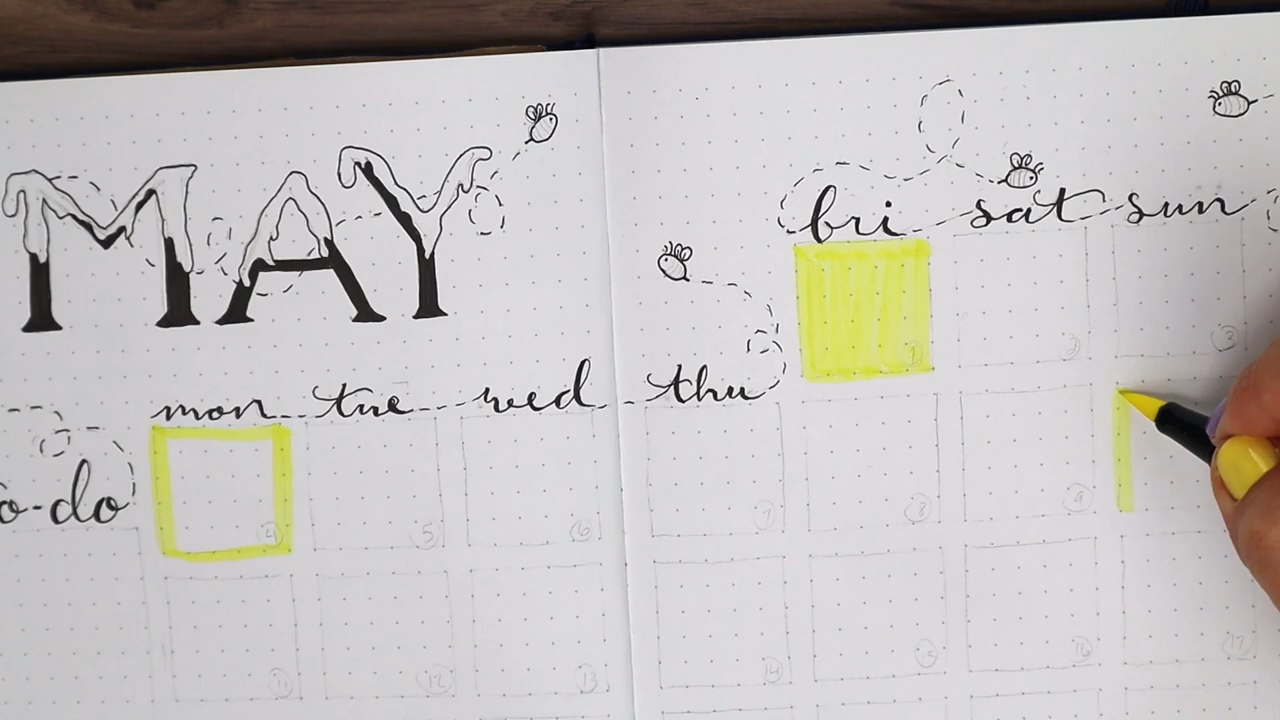 MAY
fri sat sun
1 2 3
mon tue wed thu
to-do
4 5 6 7 8 9
11 12 13 14 15 16 17